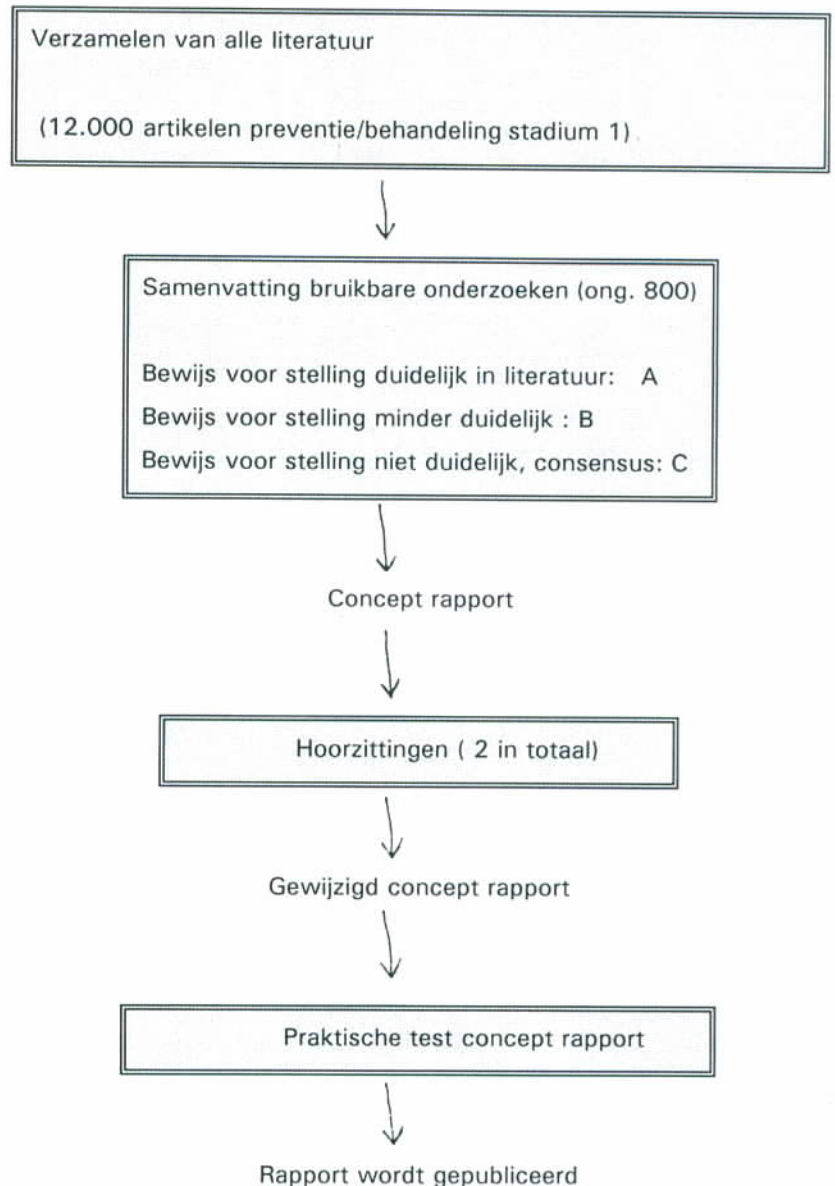 Verzamelen van alle literatuur
(12.000 artikelen preventie/behandeling stadium 1)
Samenvatting bruikbare onderzoeken (ong. 800)
Bewijs voor stelling duidelijk in literatuur: A
Bewijs voor stelling minder duidelijk : B
Bewijs voor stelling niet duidelijk, consensus: C
Concept rapport
Hoorzittingen ( 2 in totaal)
Gewijzigd concept rapport
Praktische test concept rapport
Rapport wordt gepubliceerd